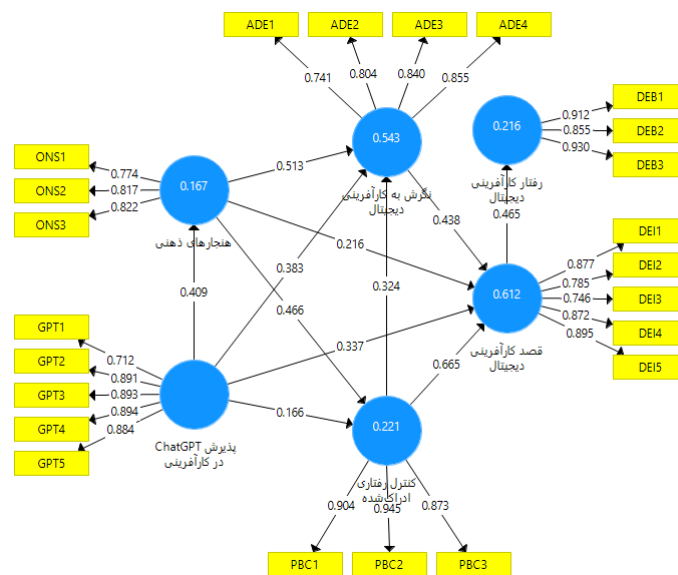 ADE1
ADE2
ADE3
ADE4
0.741
0.804
0.840
0.855
DEB1
DEB2
DEB3
0.912
0.855
0.930
0.216
رفتار کارآفرینی
دیجیتال
0.543
نگرش به کارآفرینی
دیجیتال
ONS1
ONS2
ONS3
0.774
0.817
0.822
0.167
هنجارهای ذهنی
0.513
0.438
0.465
0.216
0.383
0.324
0.409
0.466
DEI1
DEI2
DEI3
DEI4
DEI5
0.877
0.785
0.746
0.872
0.895
0.612
قصد کارآفرینی
دیجیتال
0.337
0.665
0.166
GPT1
GPT2
GPT3
GPT4
GPT5
0.712
0.891
0.893
0.894
0.884
پذیرش ChatGPT
در کارآفرینی
0.221
کنترل رفتاری
ادراک‌شده
0.904
0.945
0.873
PBC1
PBC2
PBC3